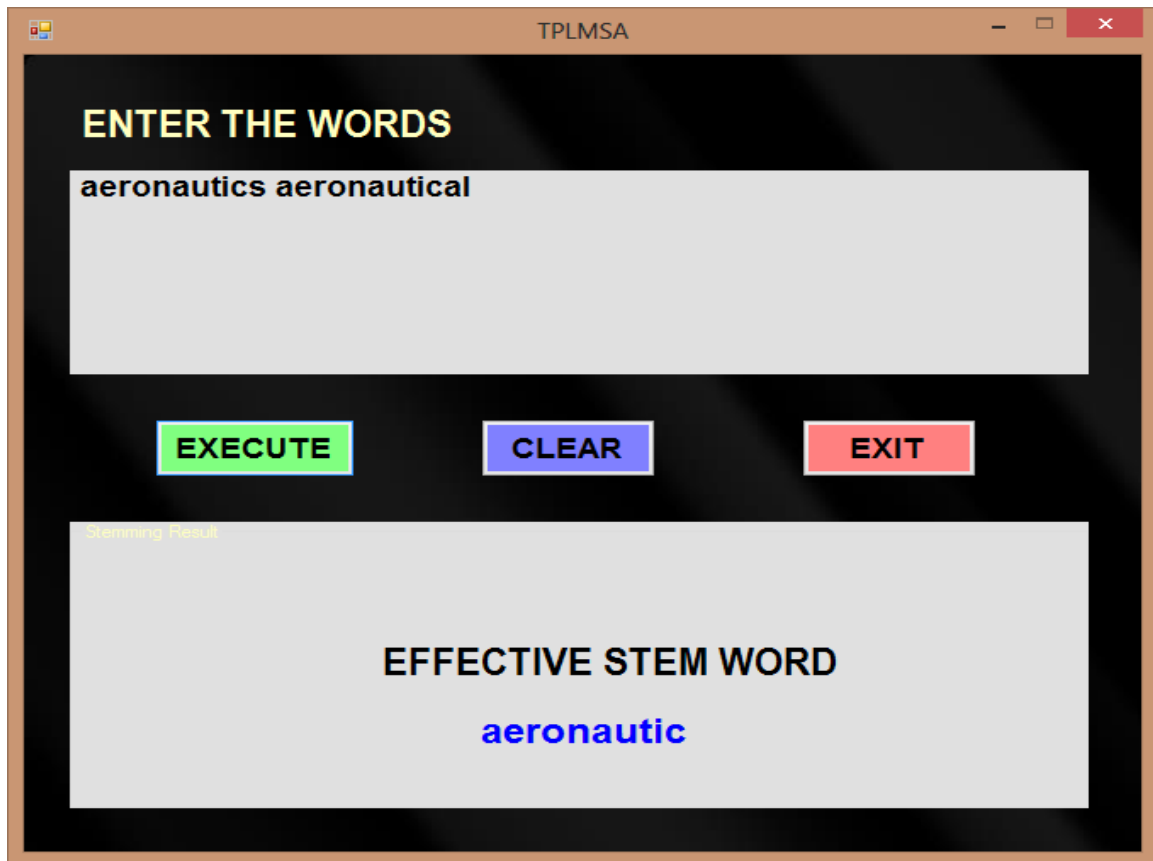 TPLMSA
ENTER THE WORDS
aeronautics aeronautical
EXECUTE CLEAR EXIT
Stemming Result
EFFECTIVE STEM WORD
aeronautic